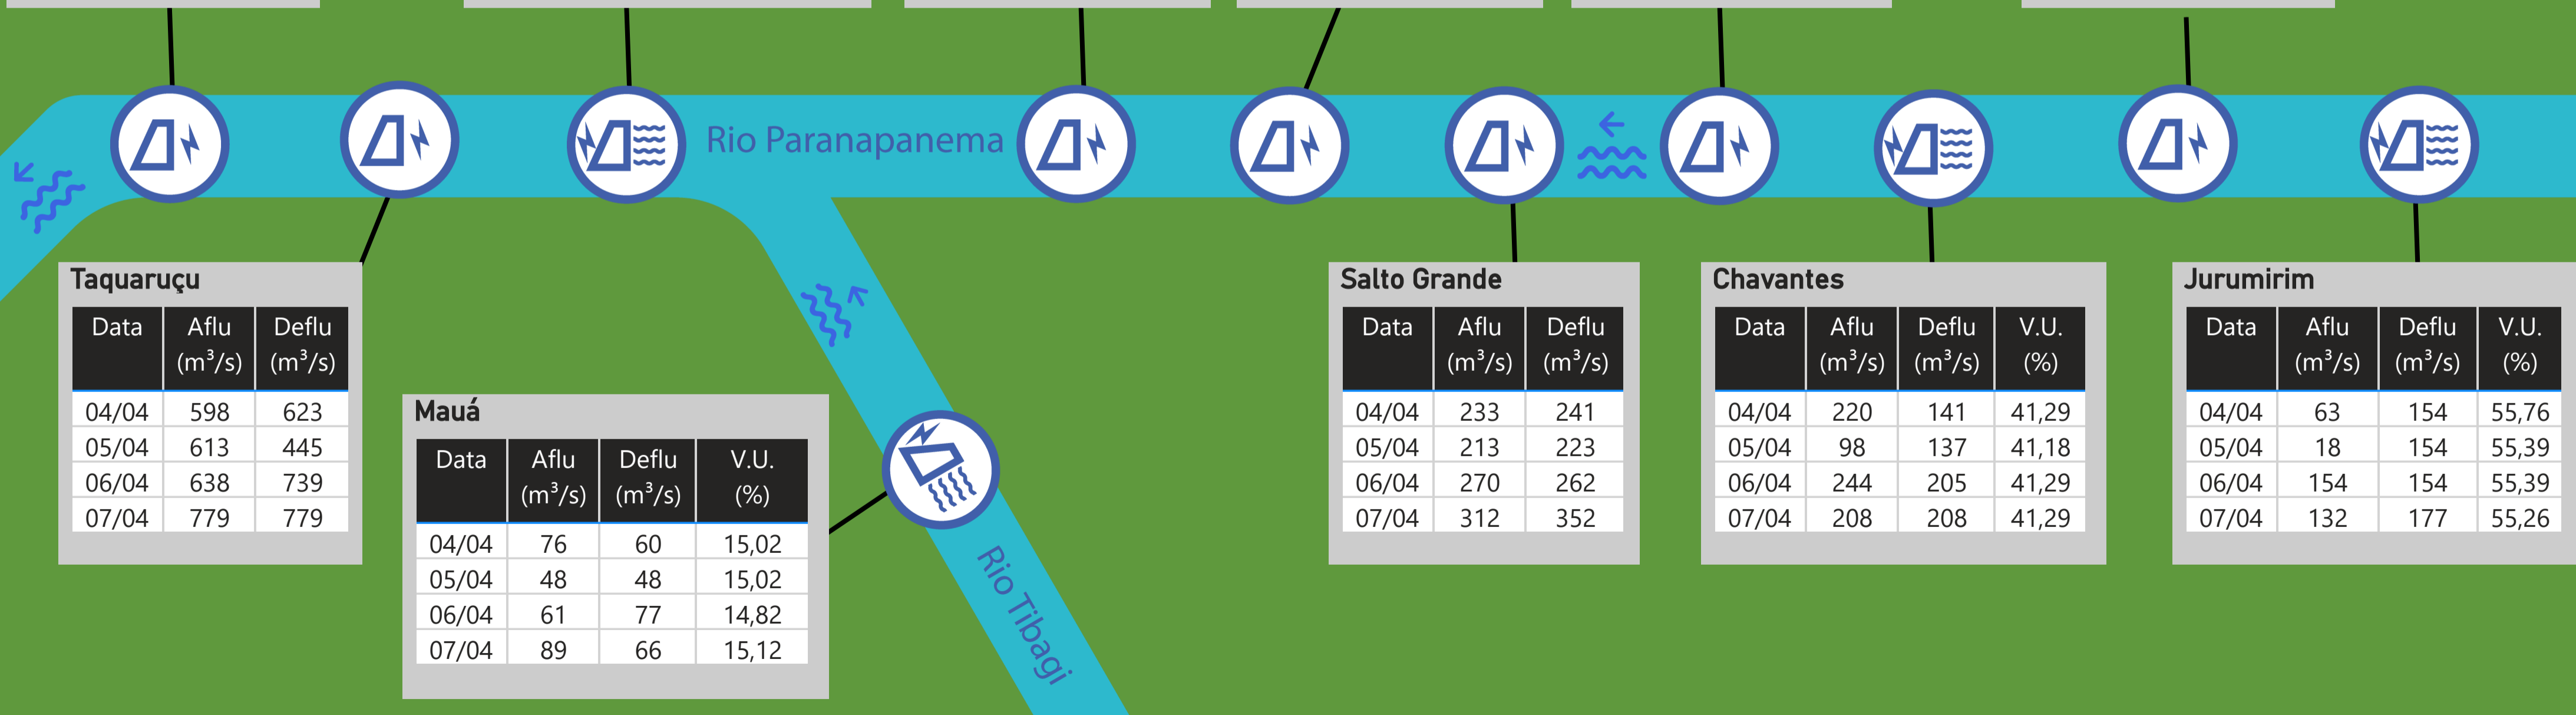 Rio Paranapanema
Taquaruçu
Data Aflu (m³/s) Deflu (m³/s)
04/04 598 623
05/04 613 445
06/04 638 739
07/04 779 779
Mauá
Data Aflu (m³/s) Deflu (m³/s) V.U. (%)
04/04 76 60 15,02
05/04 48 48 15,02
06/04 61 77 14,82
07/04 89 66 15,12
Rio Tibagi
Salto Grande
Data Aflu (m³/s) Deflu (m³/s)
04/04 233 241
05/04 213 223
06/04 270 262
07/04 312 352
Chavantes
Data Aflu (m³/s) Deflu (m³/s) V.U. (%)
04/04 220 141 41,29
05/04 98 137 41,18
06/04 244 205 41,29
07/04 208 208 41,29
Jurumirim
Data Aflu (m³/s) Deflu (m³/s) V.U. (%)
04/04 63 154 55,76
05/04 18 154 55,39
06/04 154 154 55,39
07/04 132 177 55,26